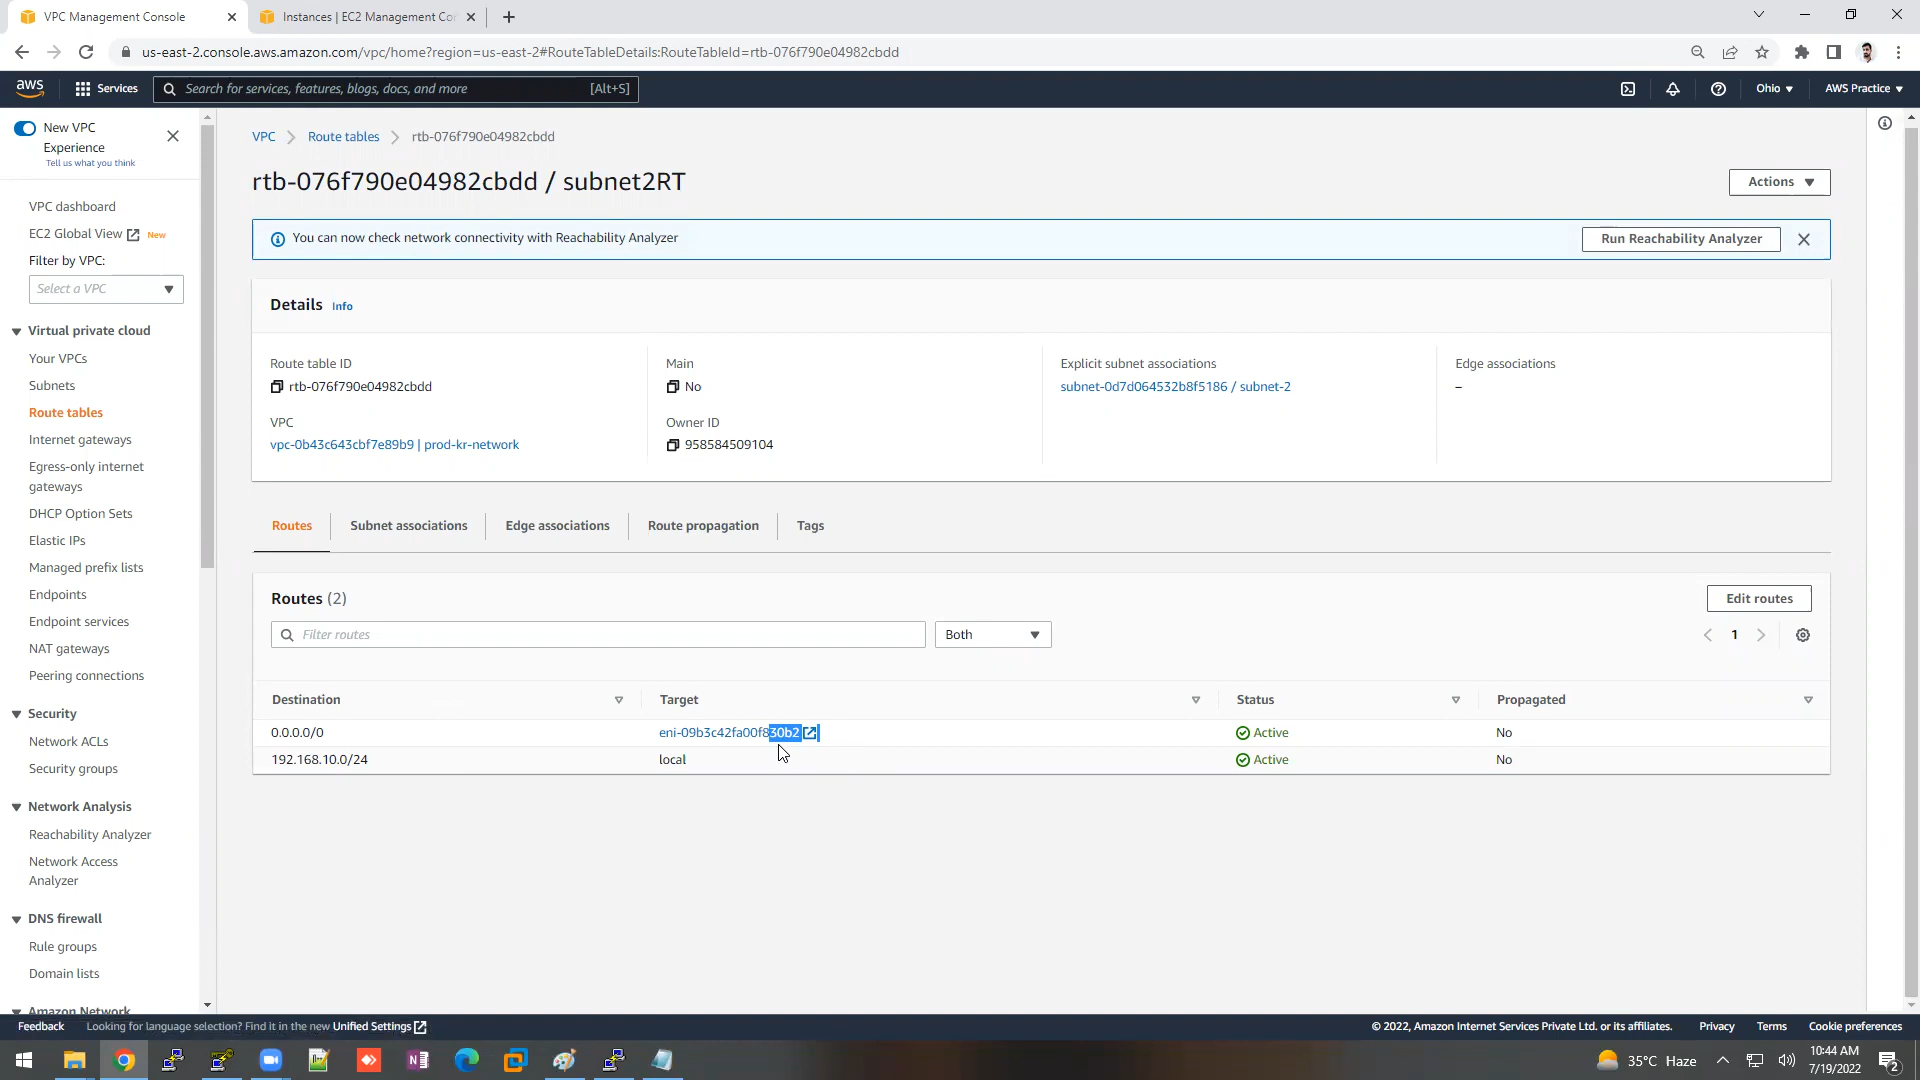 VPC Management Console
Instances | EC2 Management Co
us-east-2.console.aws.amazon.com/vpc/home?region=us-east-2#RouteTableDetails:RouteTableId=rtb-076f790e04982cbdd
aws
Services
Search for services, features, blogs, docs, and more
[Alt+S]
Ohio
AWS Practice
New VPC
Experience
Tell us what you think
VPC dashboard
EC2 Global View
New
Filter by VPC:
Select a VPC
Virtual private cloud
Your VPCs
Subnets
Route tables
Internet gateways
Egress-only internet
gateways
DHCP Option Sets
Elastic IPs
Managed prefix lists
Endpoints
Endpoint services
NAT gateways
Peering connections
Security
Network ACLs
Security groups
Network Analysis
Reachability Analyzer
Network Access
Analyzer
DNS firewall
Rule groups
Domain lists
Amazon Network
VPC
Route tables
rtb-076f790e04982cbdd
rtb-076f790e04982cbdd / subnet2RT
Actions
You can now check network connectivity with Reachability Analyzer
Run Reachability Analyzer
Details
Info
Route table ID
rtb-076f790e04982cbdd
Main
No
Explicit subnet associations
subnet-0d7d064532b8f5186 / subnet-2
Edge associations
–
VPC
vpc-0b43c643cbf7e89b9 | prod-kr-network
Owner ID
958584509104
Routes
Subnet associations
Edge associations
Route propagation
Tags
Routes (2)
Edit routes
Filter routes
Both
1
Destination
Target
Status
Propagated
0.0.0.0/0
eni-09b3c42fa00f830b2
Active
No
192.168.10.0/24
local
Active
No
Feedback
Looking for language selection? Find it in the new Unified Settings
© 2022, Amazon Internet Services Private Ltd. or its affiliates.
Privacy
Terms
Cookie preferences
35°C Haze
10:44 AM
7/19/2022
2